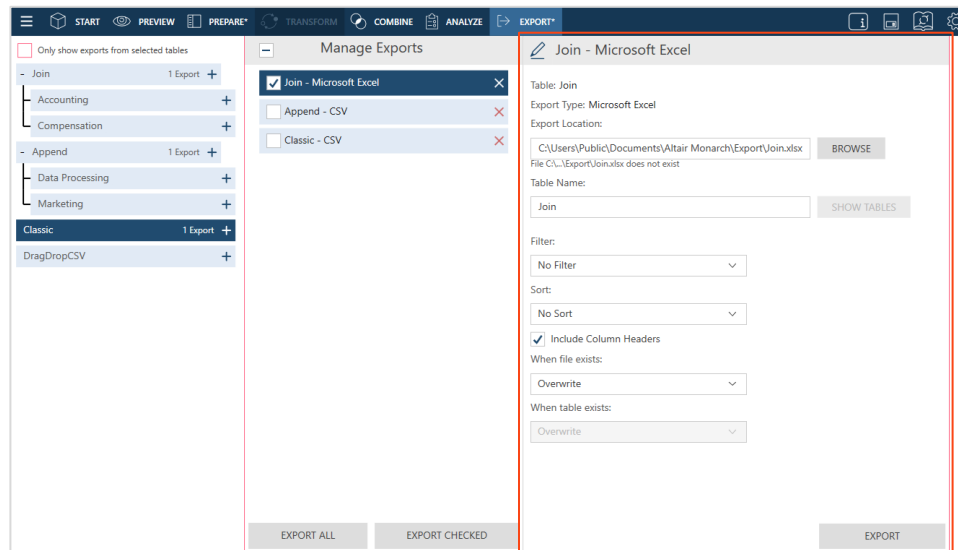 START PREVIEW PREPARE* TRANSFORM COMBINE ANALYZE EXPORT*
Only show exports from selected tables
- Join 1 Export +
Accounting +
Compensation +
- Append 1 Export +
Data Processing +
Marketing +
Classic 1 Export +
DragDropCSV +
Manage Exports
Join - Microsoft Excel
Append - CSV
Classic - CSV
EXPORT ALL EXPORT CHECKED
Join - Microsoft Excel
Table: Join
Export Type: Microsoft Excel
Export Location:
C:\Users\Public\Documents\Altair Monarch\Export\Join.xlsx BROWSE
File C:\...\Export\Join.xlsx does not exist
Table Name:
Join SHOW TABLES
Filter:
No Filter
Sort:
No Sort
Include Column Headers
When file exists:
Overwrite
When table exists:
Overwrite
EXPORT